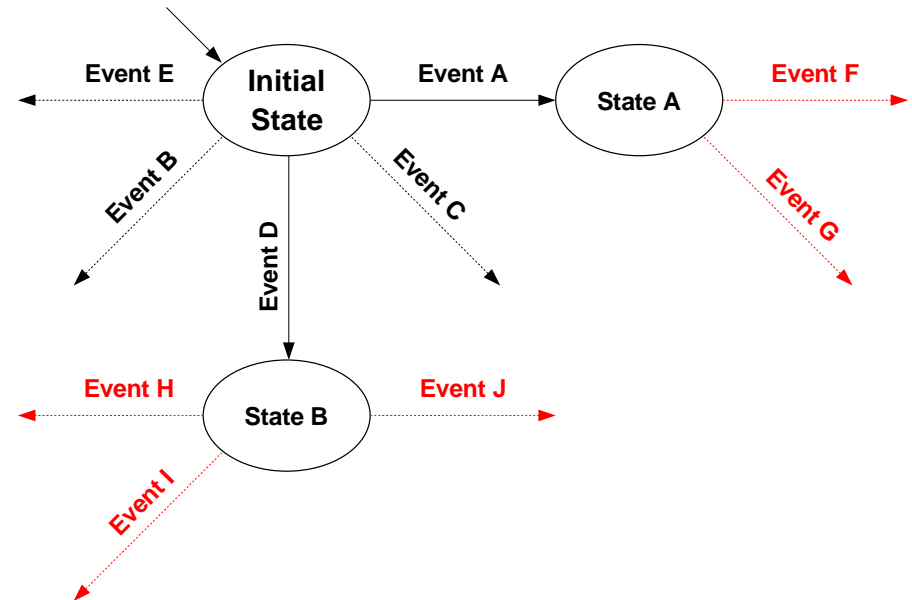 Event E
Initial
State
Event A
State A
Event F
Event B
Event D
Event C
Event G
Event H
State B
Event J
Event I